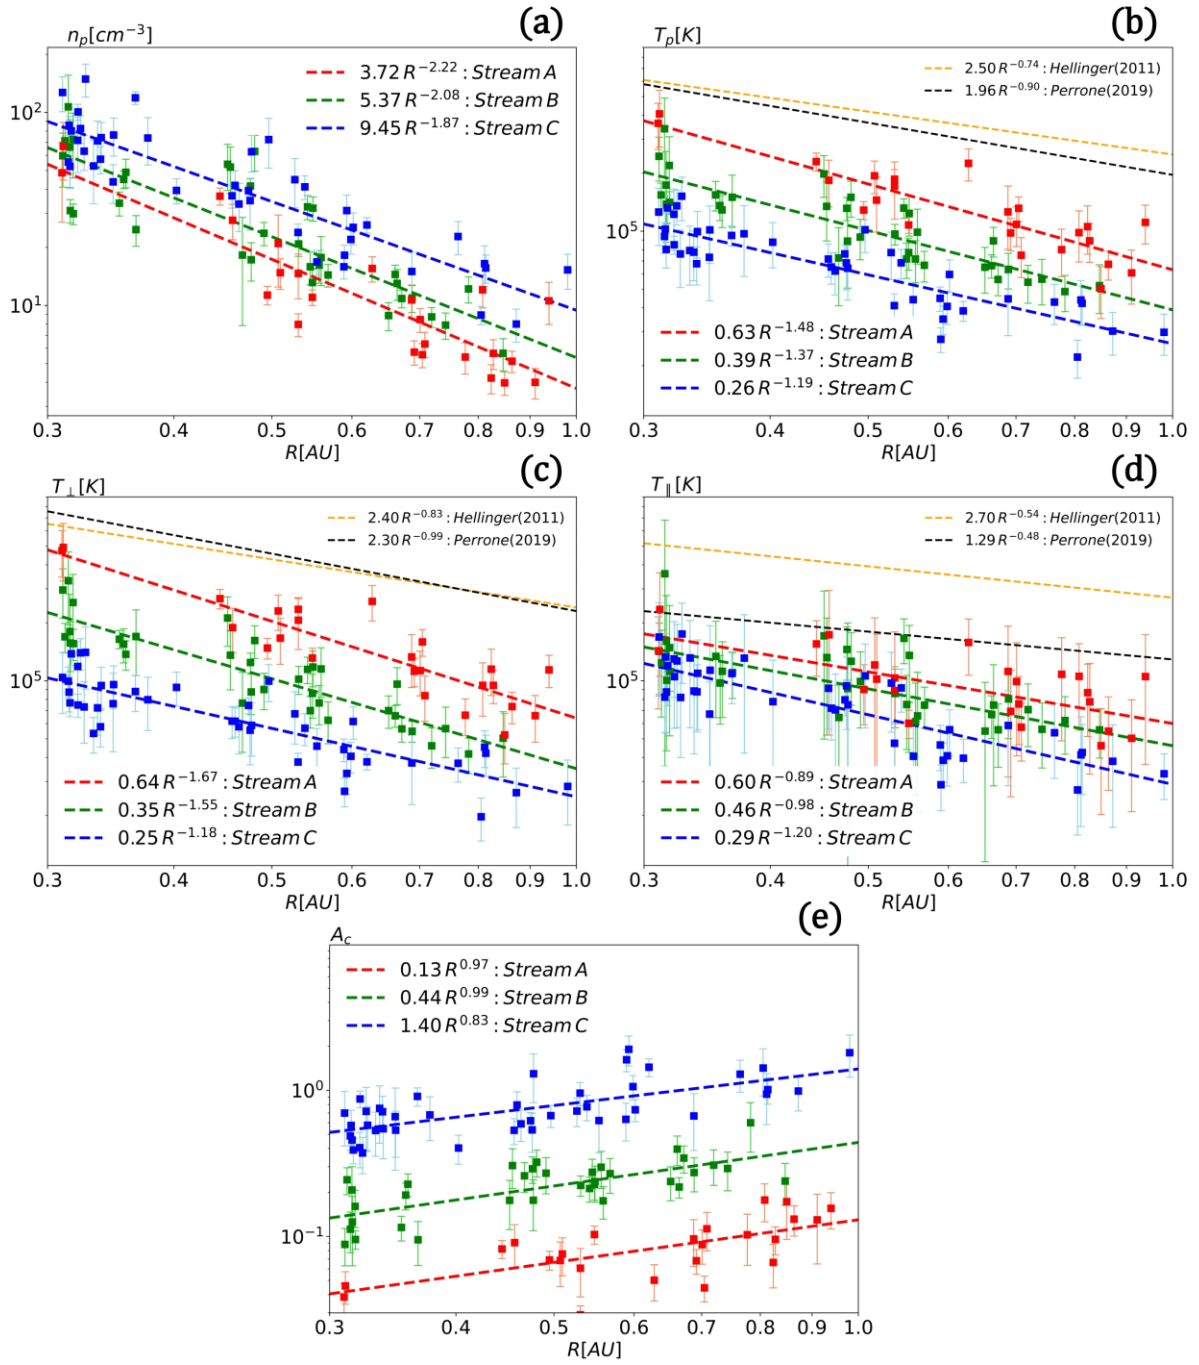 (a)
n_p[cm^{-3}]
3.72 R^{-2.22} : Stream A
5.37 R^{-2.08} : Stream B
9.45 R^{-1.87} : Stream C
10^2
10^1
0.3 0.4 0.5 0.6 0.7 0.8 0.9 1.0
R[AU]
(b)
T_p[K]
2.50 R^{-0.74} : Hellinger(2011)
1.96 R^{-0.90} : Perrone(2019)
10^5
0.63 R^{-1.48} : Stream A
0.39 R^{-1.37} : Stream B
0.26 R^{-1.19} : Stream C
0.3 0.4 0.5 0.6 0.7 0.8 0.9 1.0
R[AU]
(c)
T_⊥[K]
2.40 R^{-0.83} : Hellinger(2011)
2.30 R^{-0.99} : Perrone(2019)
10^5
0.64 R^{-1.67} : Stream A
0.35 R^{-1.55} : Stream B
0.25 R^{-1.18} : Stream C
0.3 0.4 0.5 0.6 0.7 0.8 0.9 1.0
R[AU]
(d)
T_∥[K]
2.70 R^{-0.54} : Hellinger(2011)
1.29 R^{-0.48} : Perrone(2019)
10^5
0.60 R^{-0.89} : Stream A
0.46 R^{-0.98} : Stream B
0.29 R^{-1.20} : Stream C
0.3 0.4 0.5 0.6 0.7 0.8 0.9 1.0
R[AU]
(e)
A_c
0.13 R^{0.97} : Stream A
0.44 R^{0.99} : Stream B
1.40 R^{0.83} : Stream C
10^0
10^{-1}
0.3 0.4 0.5 0.6 0.7 0.8 0.9 1.0
R[AU]